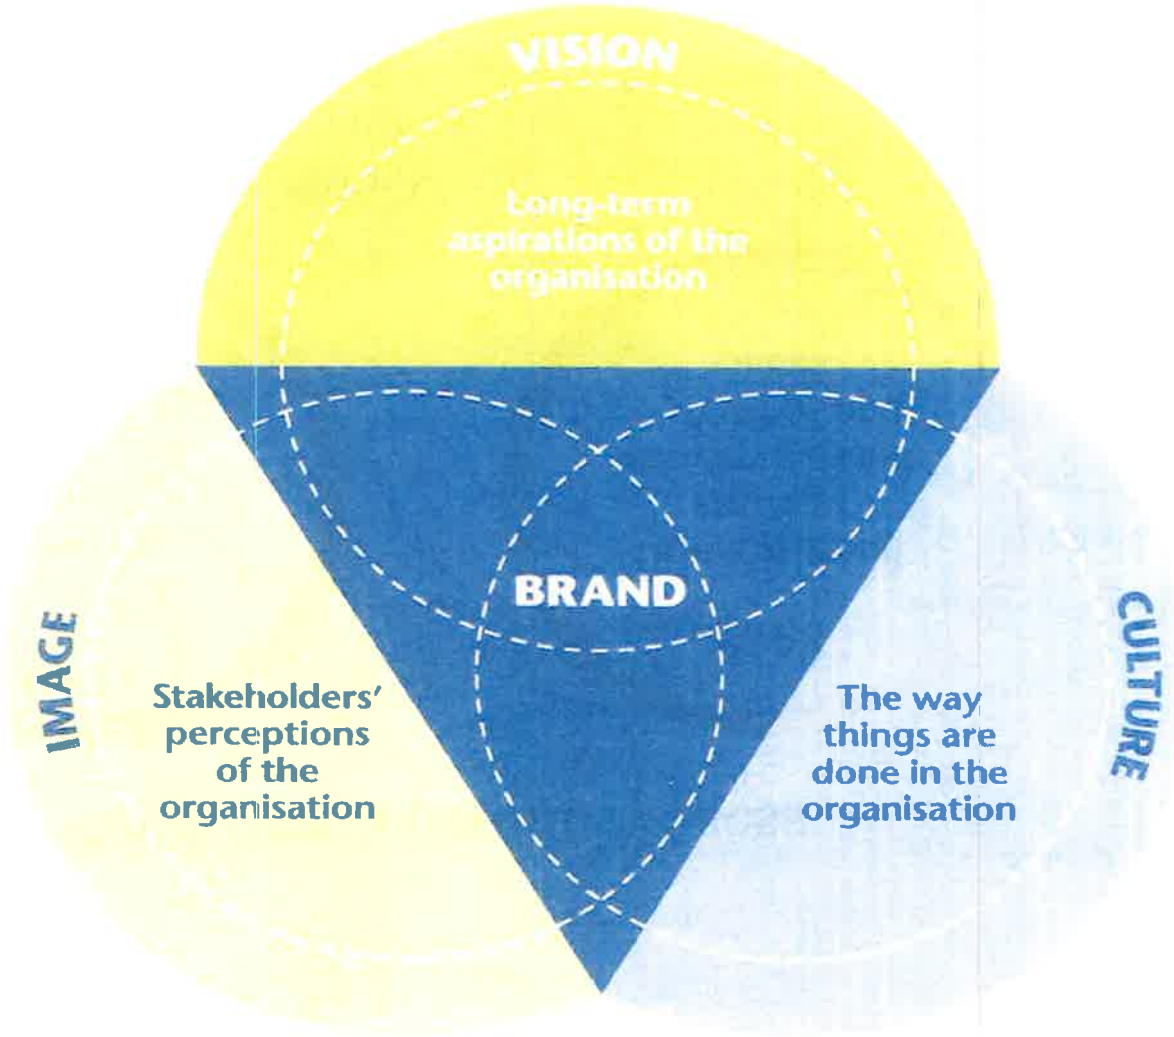 VISION
Long-term
aspirations of the
organisation
BRAND
IMAGE
Stakeholders'
perceptions
of the
organisation
CULTURE
The way
things are
done in the
organisation